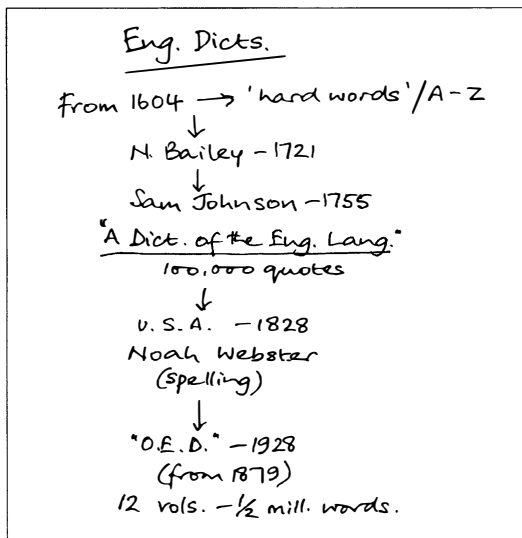 Eng. Dicts.
From 1604 → 'hard words'/A-Z
↓
N. Bailey - 1721
↓
Sam Johnson - 1755
"A Dict. of the Eng. Lang."
100,000 quotes
↓
U.S.A. - 1828
Noah Webster
(spelling)
↓
"O.E.D." - 1928
(from 1879)
12 vols. - ½ mill. words.